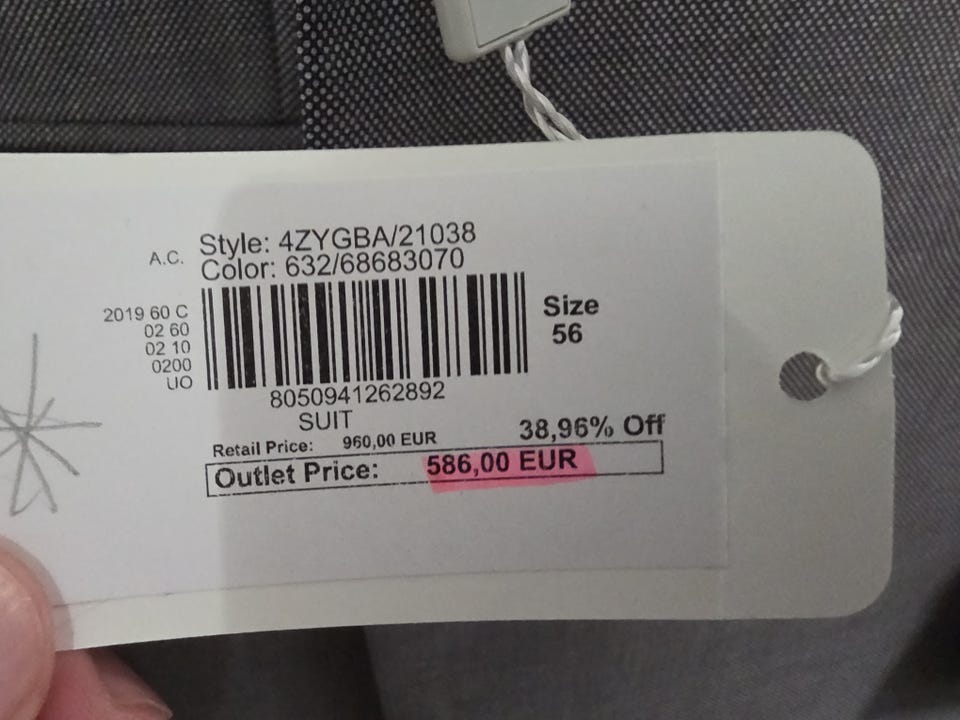 A.C.
Style: 4ZYGBA/21038
Color: 632/68683070
2019 60 C
02 60
02 10
0200
UO
Size
56
8050941262892
SUIT
Retail Price: 960,00 EUR
38,96% Off
Outlet Price: 586,00 EUR